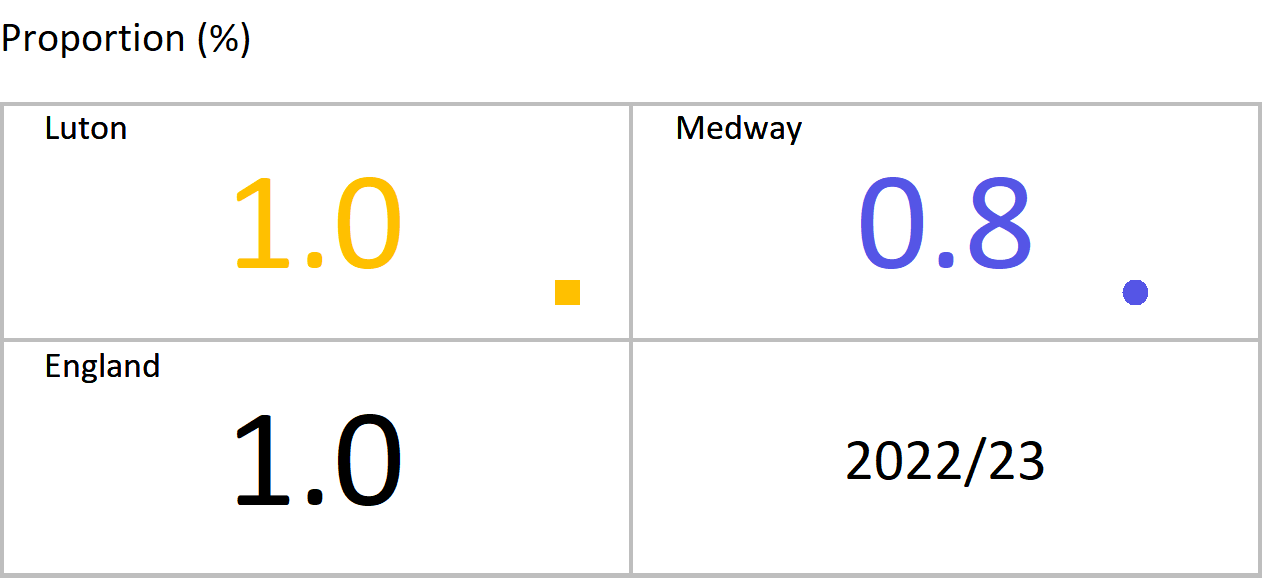 Proportion (%)
Luton
1.0
Medway
0.8
England
1.0
2022/23